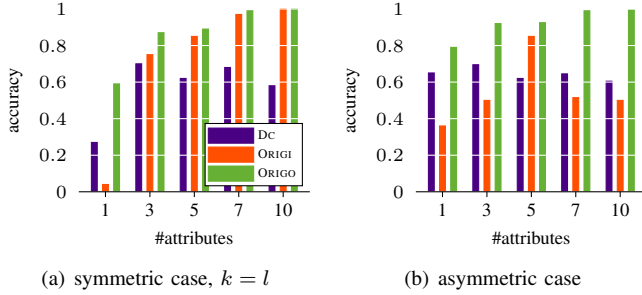 1
0.8
0.6
0.4
0.2
0
accuracy
1 3 5 7 10
#attributes
DC
ORIGI
ORIGO
(a) symmetric case, k = l
1
0.8
0.6
0.4
0.2
0
accuracy
1 3 5 7 10
#attributes
(b) asymmetric case